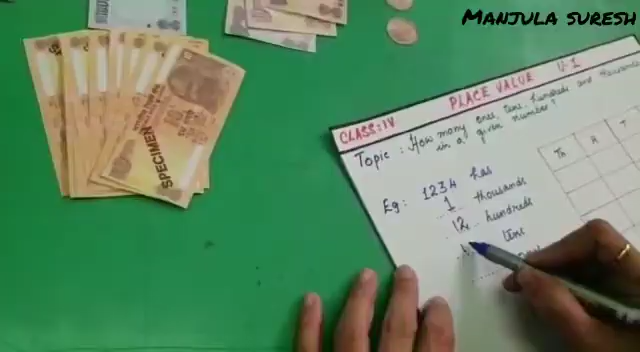 MANJULA SURESH
CLASS: IV
PLACE VALUE U-1
Topic: How many ones, tens, hundreds and thousands
in a given number?
Eg: 1234 has
1 thousands
12 hundreds
tens
Th H T
SPECIMEN